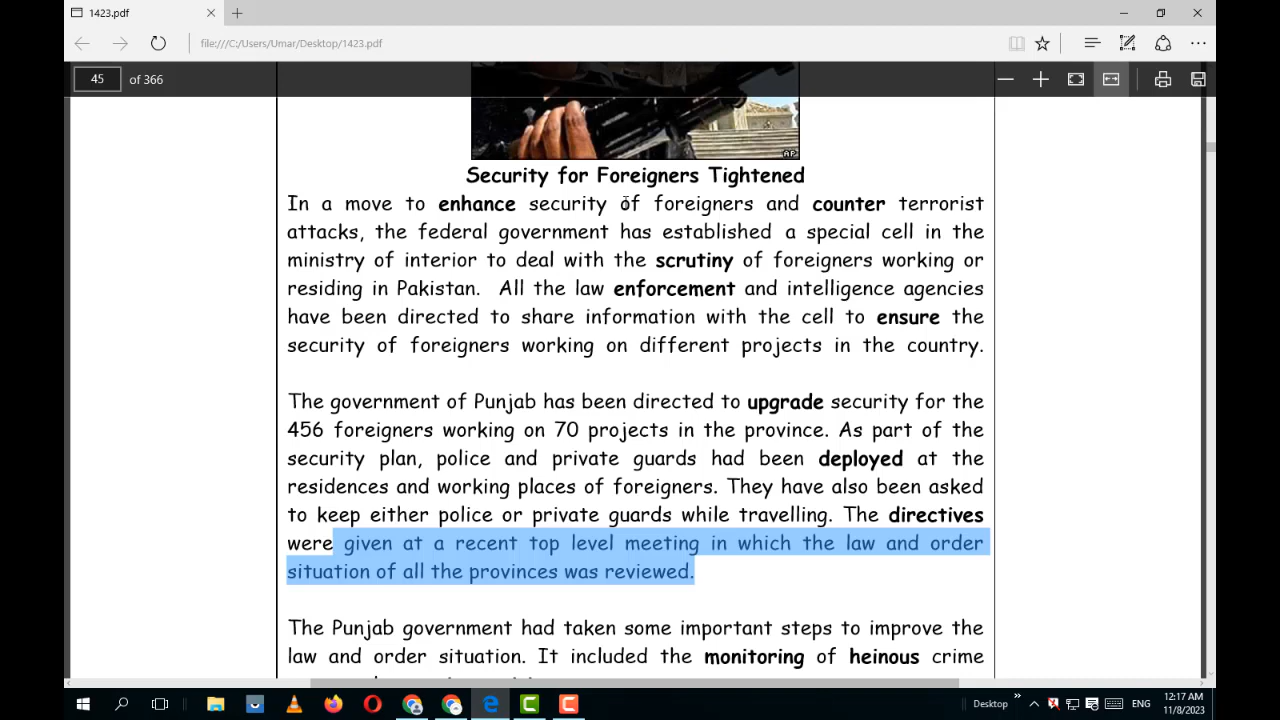 1423.pdf
file:///C:/Users/Umar/Desktop/1423.pdf
45 of 366
AP
Security for Foreigners Tightened
In a move to enhance security of foreigners and counter terrorist
attacks, the federal government has established a special cell in the
ministry of interior to deal with the scrutiny of foreigners working or
residing in Pakistan. All the law enforcement and intelligence agencies
have been directed to share information with the cell to ensure the
security of foreigners working on different projects in the country.
The government of Punjab has been directed to upgrade security for the
456 foreigners working on 70 projects in the province. As part of the
security plan, police and private guards had been deployed at the
residences and working places of foreigners. They have also been asked
to keep either police or private guards while travelling. The directives
were given at a recent top level meeting in which the law and order
situation of all the provinces was reviewed.
The Punjab government had taken some important steps to improve the
law and order situation. It included the monitoring of heinous crime
Desktop
ENG
12:17 AM
11/8/2023